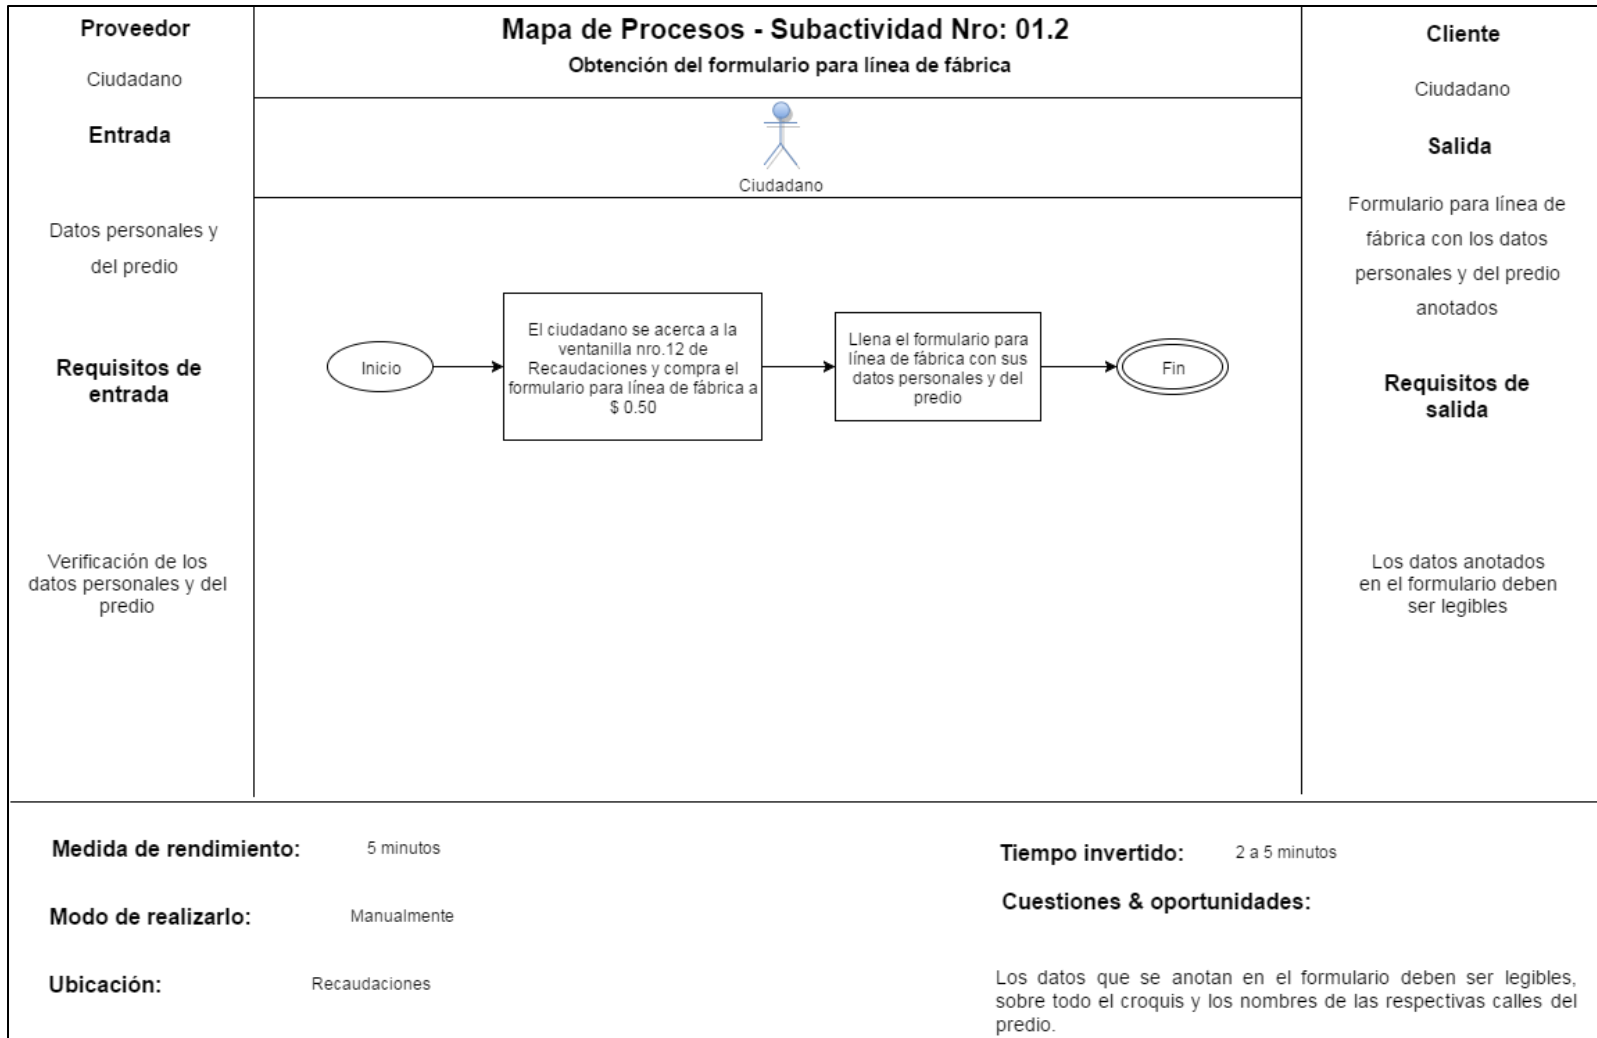 Proveedor
Ciudadano
Entrada
Datos personales y
del predio
Requisitos de
entrada
Verificación de los
datos personales y del
predio
Mapa de Procesos - Subactividad Nro: 01.2
Obtención del formulario para línea de fábrica
Ciudadano
Inicio
El ciudadano se acerca a la
ventanilla nro.12 de
Recaudaciones y compra el
formulario para línea de fábrica a
$ 0.50
Llena el formulario para
línea de fábrica con sus
datos personales y del
predio
Fin
Cliente
Ciudadano
Salida
Formulario para línea de
fábrica con los datos
personales y del predio
anotados
Requisitos de
salida
Los datos anotados
en el formulario deben
ser legibles
Medida de rendimiento: 5 minutos
Modo de realizarlo: Manualmente
Ubicación: Recaudaciones
Tiempo invertido: 2 a 5 minutos
Cuestiones & oportunidades:
Los datos que se anotan en el formulario deben ser legibles,
sobre todo el croquis y los nombres de las respectivas calles del
predio.